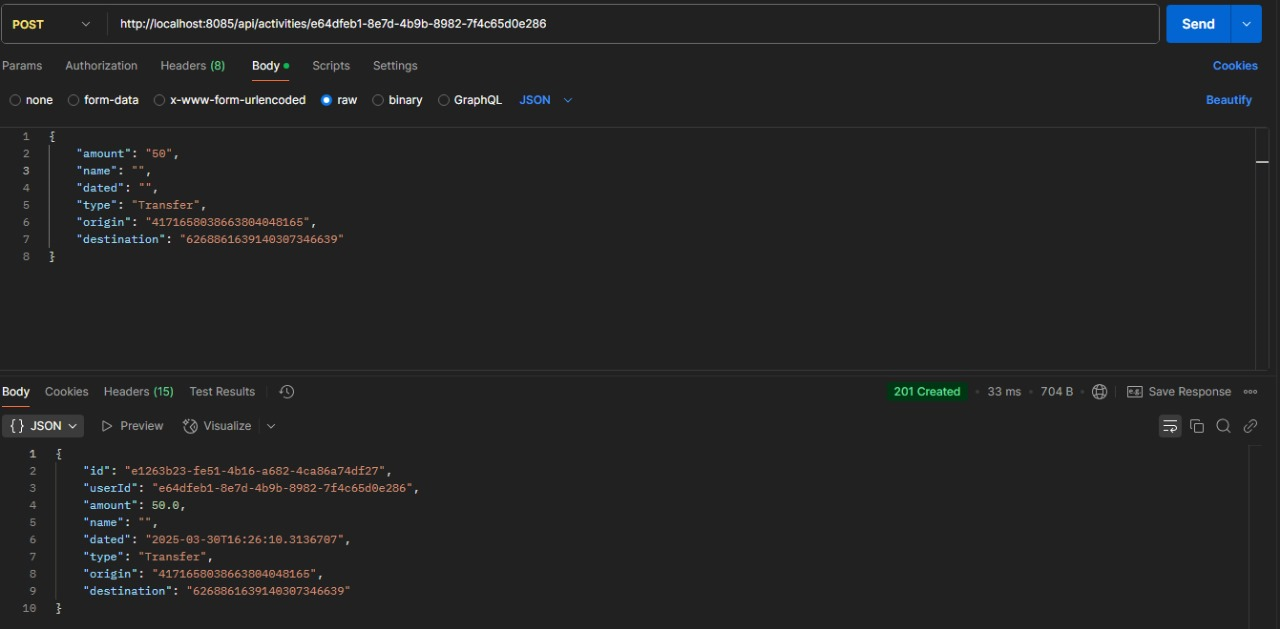 POST http://localhost:8085/api/activities/e64dfeb1-8e7d-4b9b-8982-7f4c65d0e286 Send
Params Authorization Headers (8) Body Scripts Settings Cookies
none form-data x-www-form-urlencoded raw binary GraphQL JSON Beautify
1 {
2 "amount": "50",
3 "name": "",
4 "dated": "",
5 "type": "Transfer",
6 "origin": "4171658038663804048165",
7 "destination": "6268861639140307346639"
8 }
Body Cookies Headers (15) Test Results 201 Created 33 ms 704 B e.g. Save Response
{} JSON Preview Visualize
1 {
2 "id": "e1263b23-fe51-4b16-a682-4ca86a74df27",
3 "userId": "e64dfeb1-8e7d-4b9b-8982-7f4c65d0e286",
4 "amount": 50.0,
5 "name": "",
6 "dated": "2025-03-30T16:26:10.3136707",
7 "type": "Transfer",
8 "origin": "4171658038663804048165",
9 "destination": "6268861639140307346639"
10 }